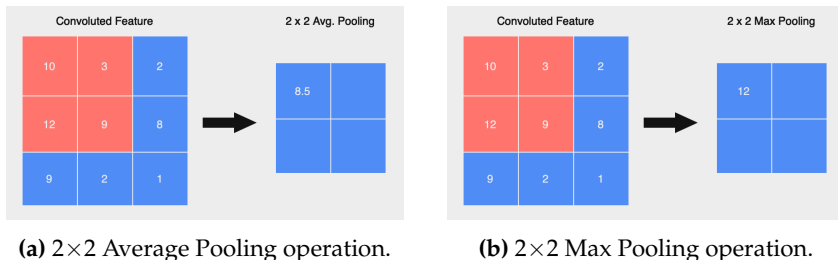 Convoluted Feature
2 x 2 Avg. Pooling
10 3 2
12 9 8
9 2 1
8.5
(a) 2×2 Average Pooling operation.
Convoluted Feature
2 x 2 Max Pooling
10 3 2
12 9 8
9 2 1
12
(b) 2×2 Max Pooling operation.